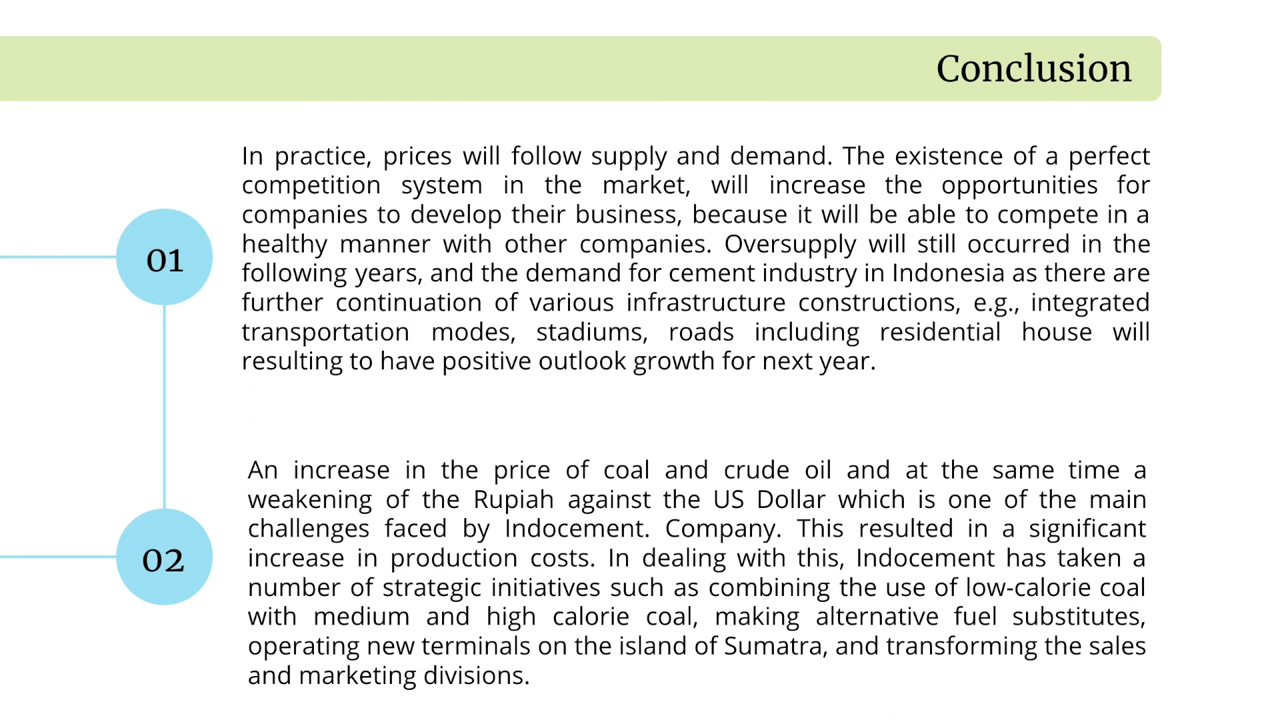 Conclusion
01
In practice, prices will follow supply and demand. The existence of a perfect
competition system in the market, will increase the opportunities for
companies to develop their business, because it will be able to compete in a
healthy manner with other companies. Oversupply will still occurred in the
following years, and the demand for cement industry in Indonesia as there are
further continuation of various infrastructure constructions, e.g., integrated
transportation modes, stadiums, roads including residential house will
resulting to have positive outlook growth for next year.
02
An increase in the price of coal and crude oil and at the same time a
weakening of the Rupiah against the US Dollar which is one of the main
challenges faced by Indocement. Company. This resulted in a significant
increase in production costs. In dealing with this, Indocement has taken a
number of strategic initiatives such as combining the use of low-calorie coal
with medium and high calorie coal, making alternative fuel substitutes,
operating new terminals on the island of Sumatra, and transforming the sales
and marketing divisions.